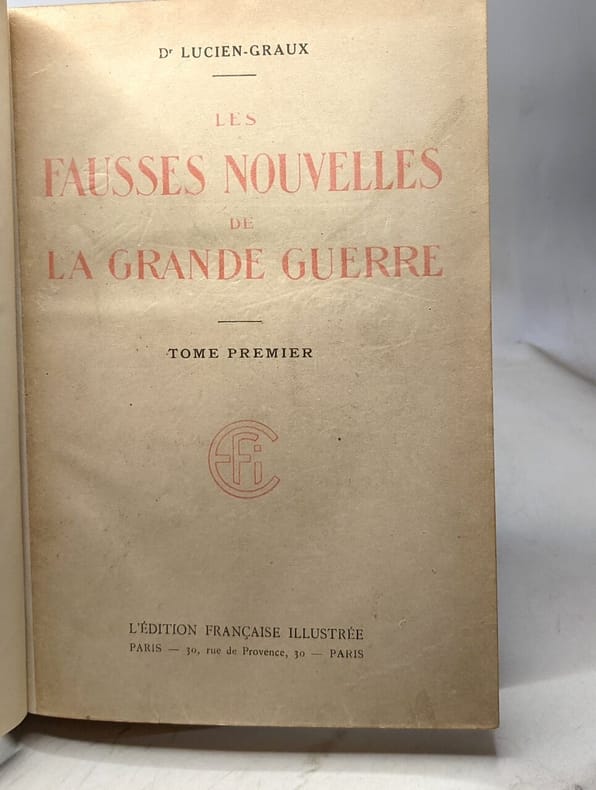 Dr LUCIEN-GRAUX
LES
FAUSSES NOUVELLES
DE
LA GRANDE GUERRE
TOME PREMIER
EFI
L'ÉDITION FRANÇAISE ILLUSTRÉE
PARIS — 30, rue de Provence, 30 — PARIS